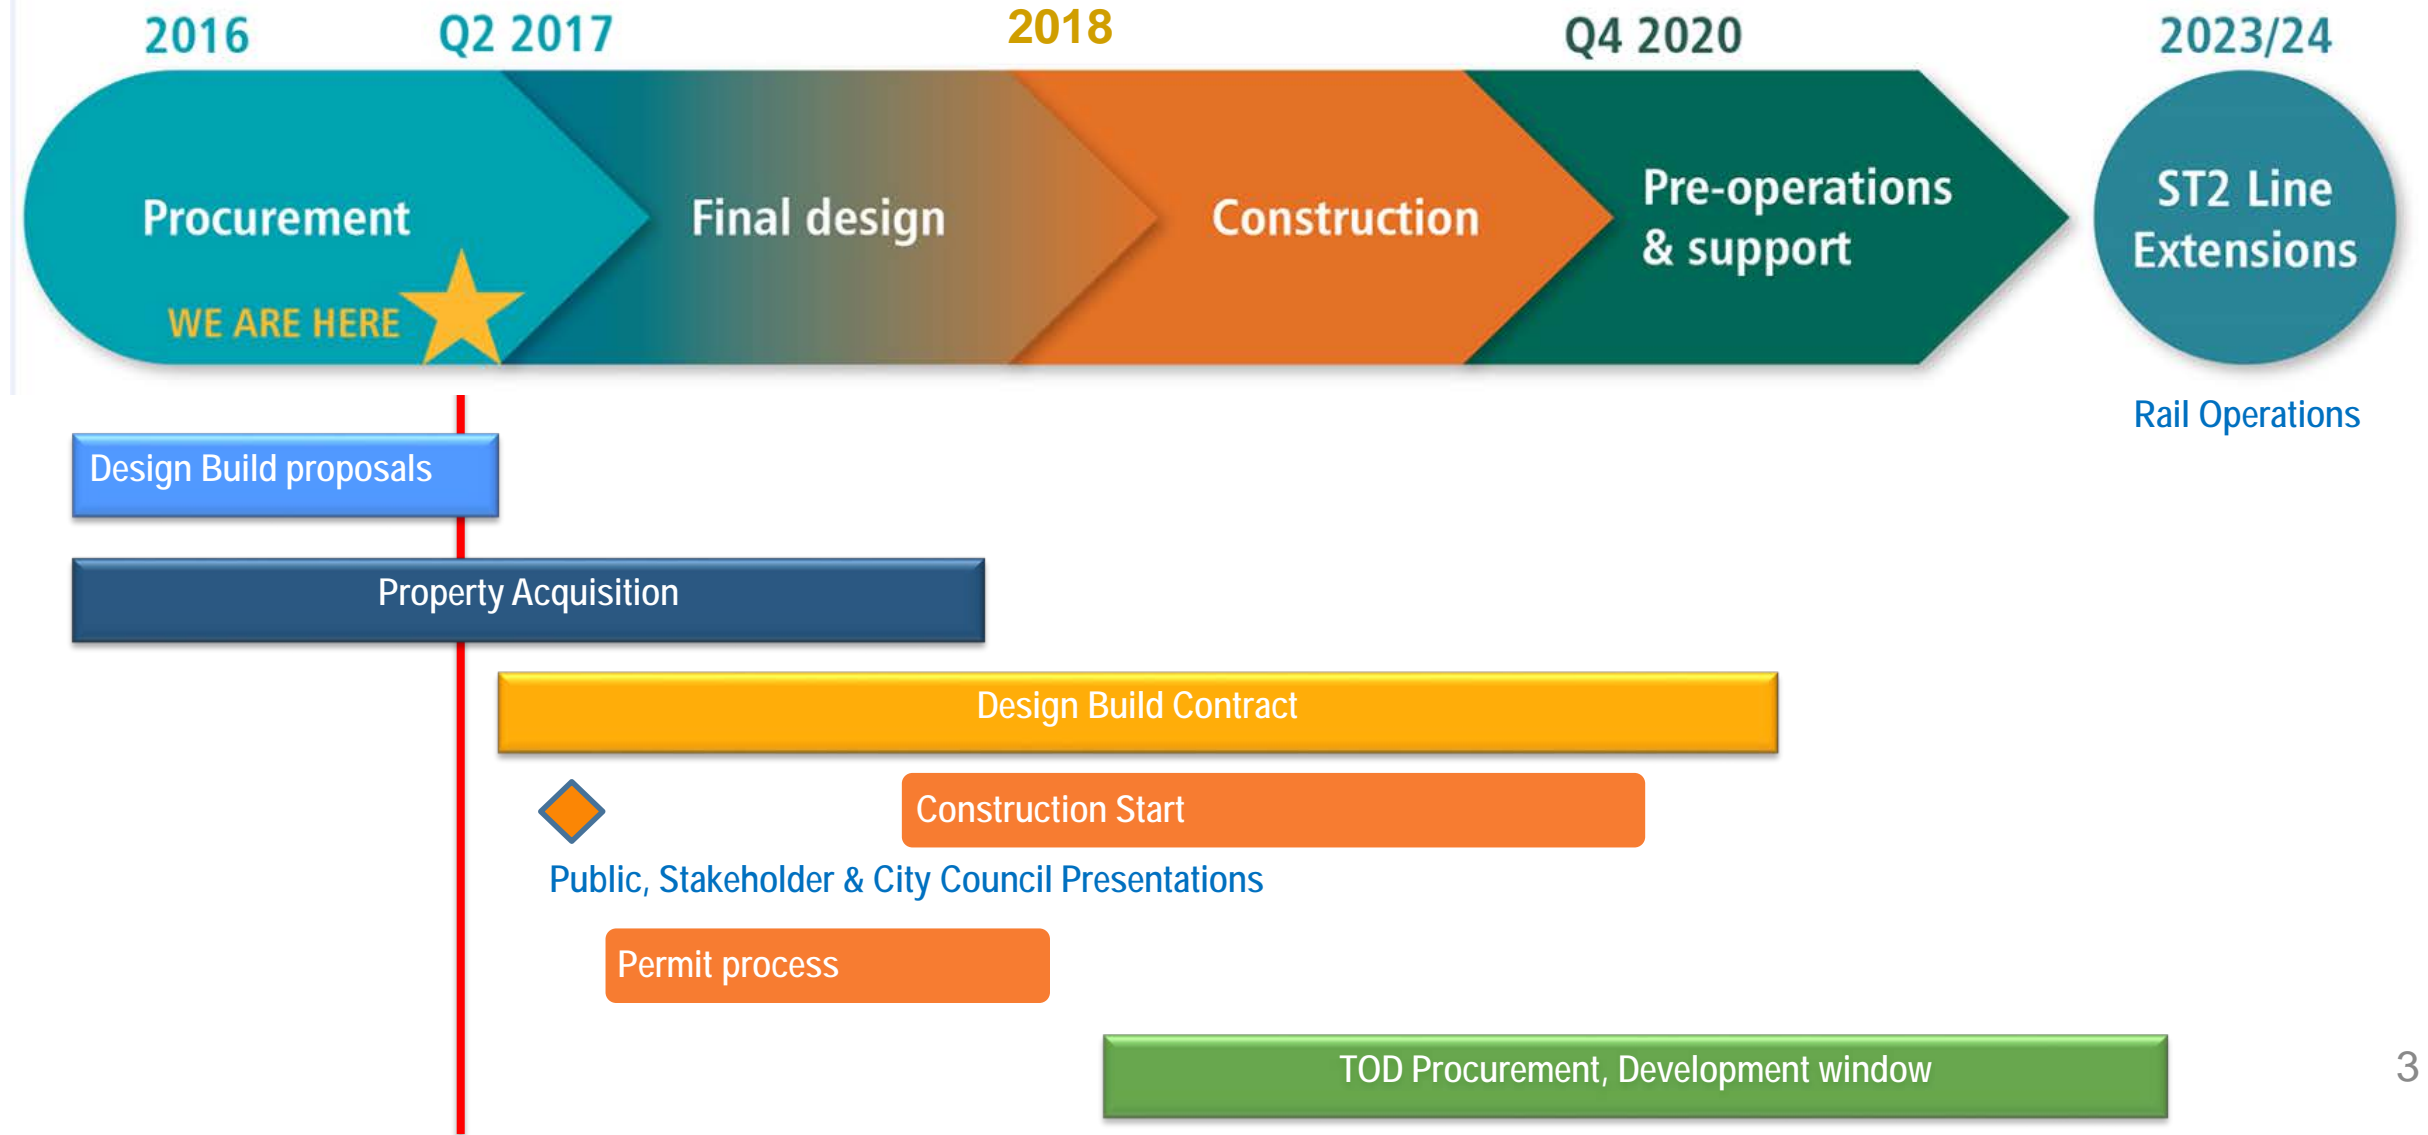 2016
Q2 2017
2018
Q4 2020
2023/24
Procurement
WE ARE HERE
Final design
Construction
Pre-operations
& support
ST2 Line
Extensions
Rail Operations
Design Build proposals
Property Acquisition
Design Build Contract
Construction Start
Public, Stakeholder & City Council Presentations
Permit process
TOD Procurement, Development window
3